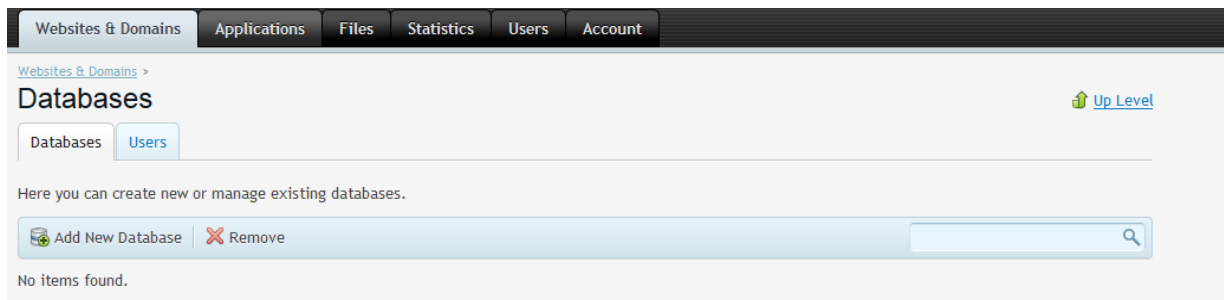 Websites & Domains Applications Files Statistics Users Account
Websites & Domains >
Databases
Up Level
Databases Users
Here you can create new or manage existing databases.
Add New Database Remove
No items found.